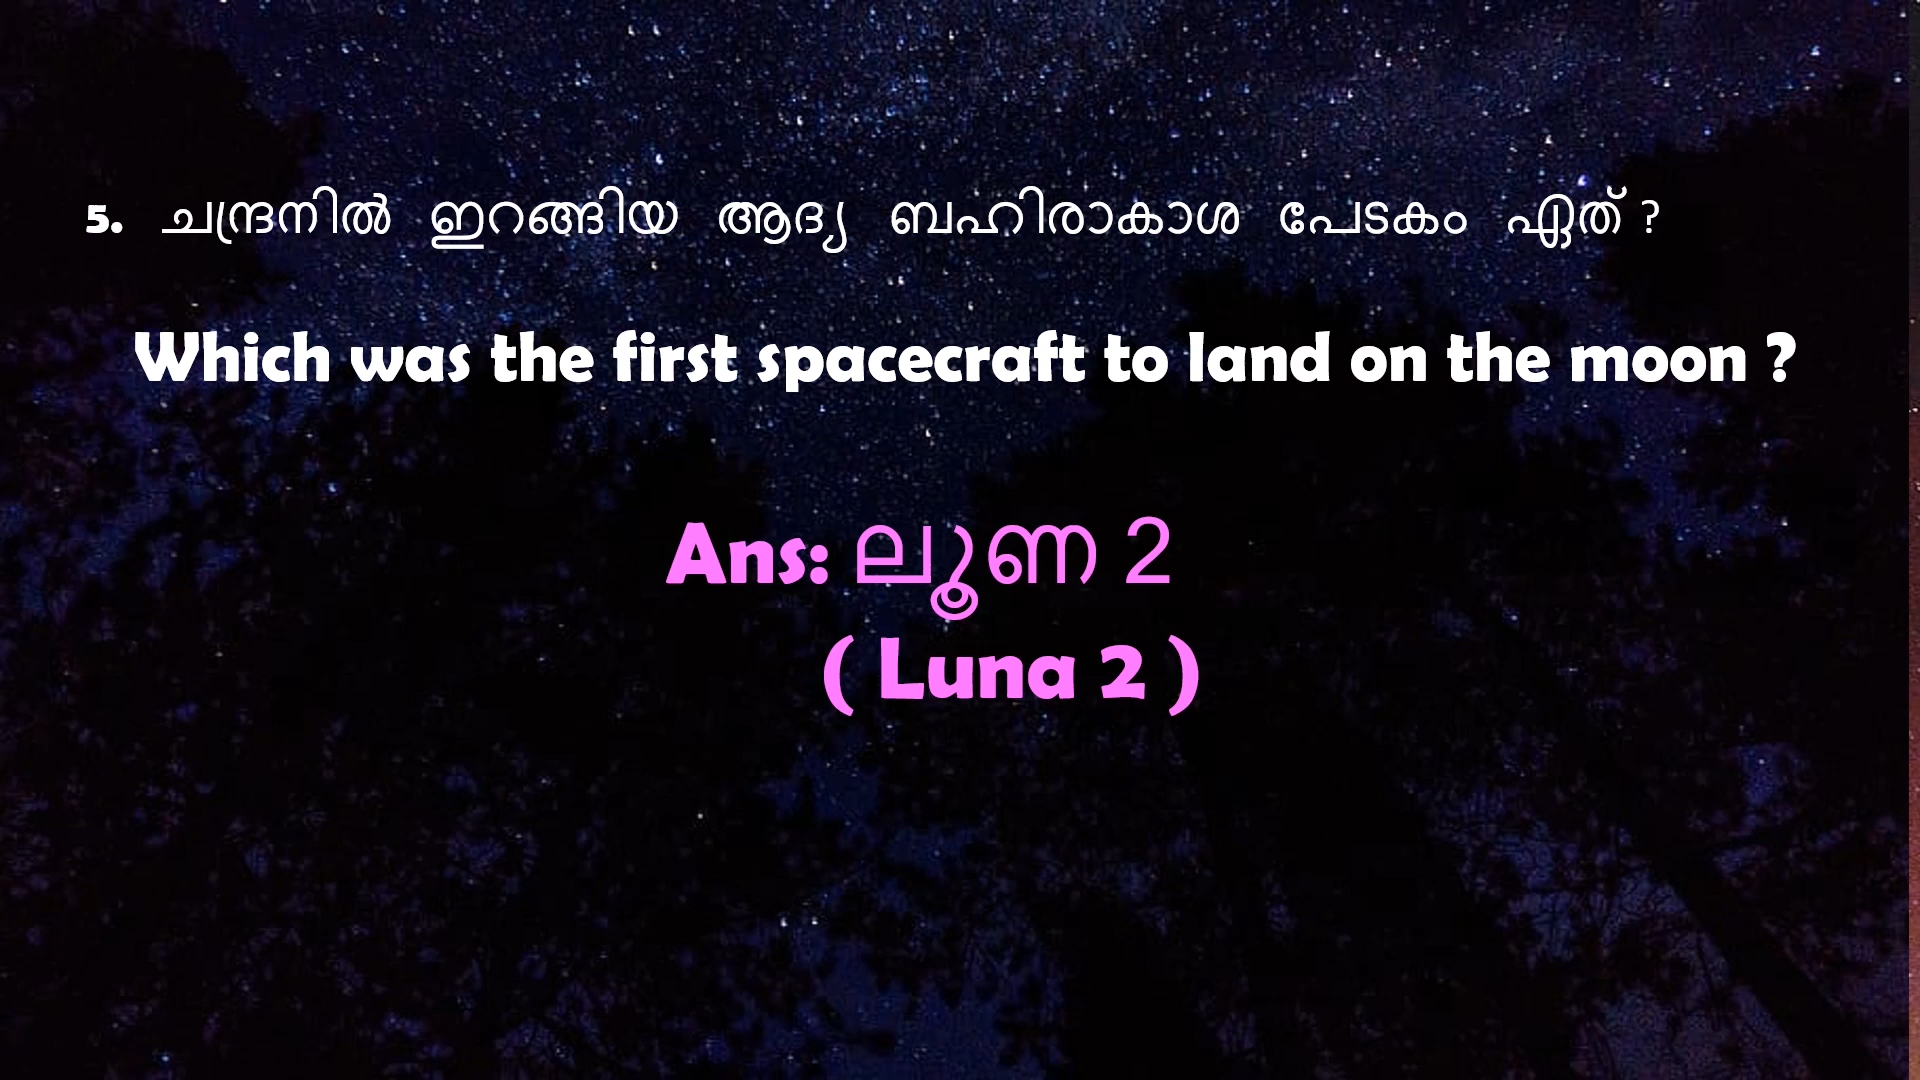 5. ചന്ദ്രനിൽ ഇറങ്ങിയ ആദ്യ ബഹിരാകാശ പേടകം ഏത് ?
Which was the first spacecraft to land on the moon ?
Ans: ലൂണ 2
( Luna 2 )